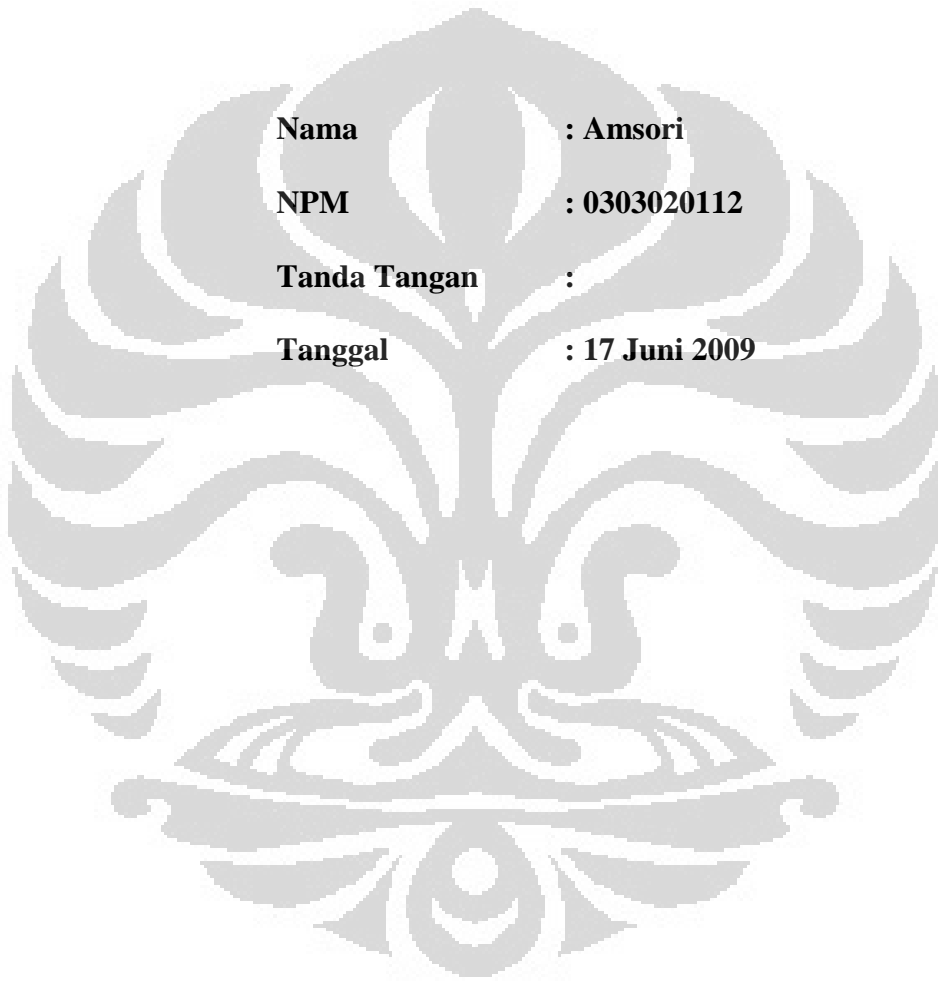 Nama : Amsori
NPM : 0303020112
Tanda Tangan :
Tanggal : 17 Juni 2009